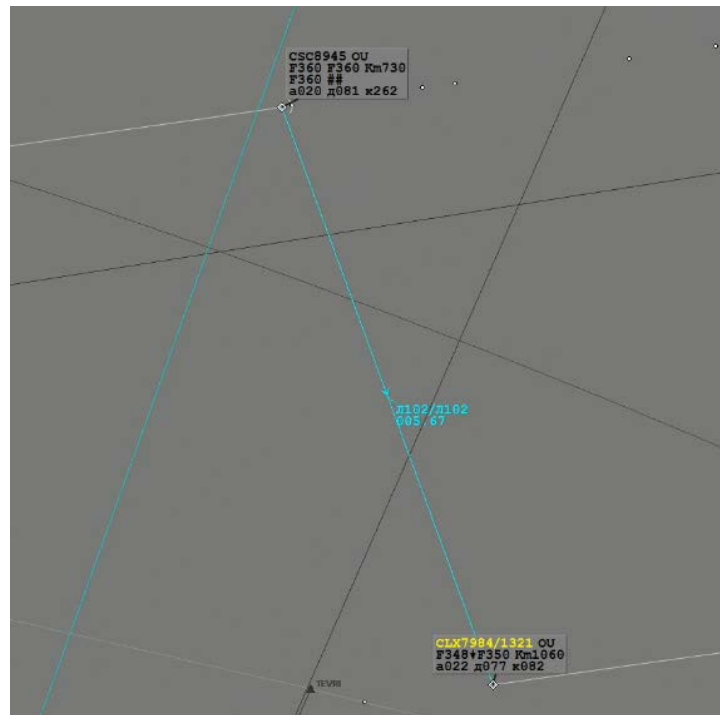 CSC8945 OU
F360 F360 Km730
F360 ##
а020 д081 к262
Л102/Л102
005 67
CLX7984/1321 OU
F348↓F350 Km1060
а022 д077 к082
TEVRI